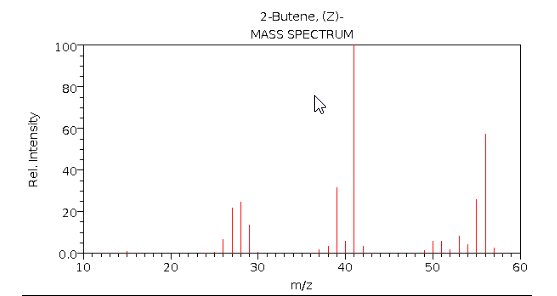 2-Butene, (Z)-
MASS SPECTRUM
100
80
60
40
20
0.0
Rel. Intensity
10 20 30 40 50 60
m/z